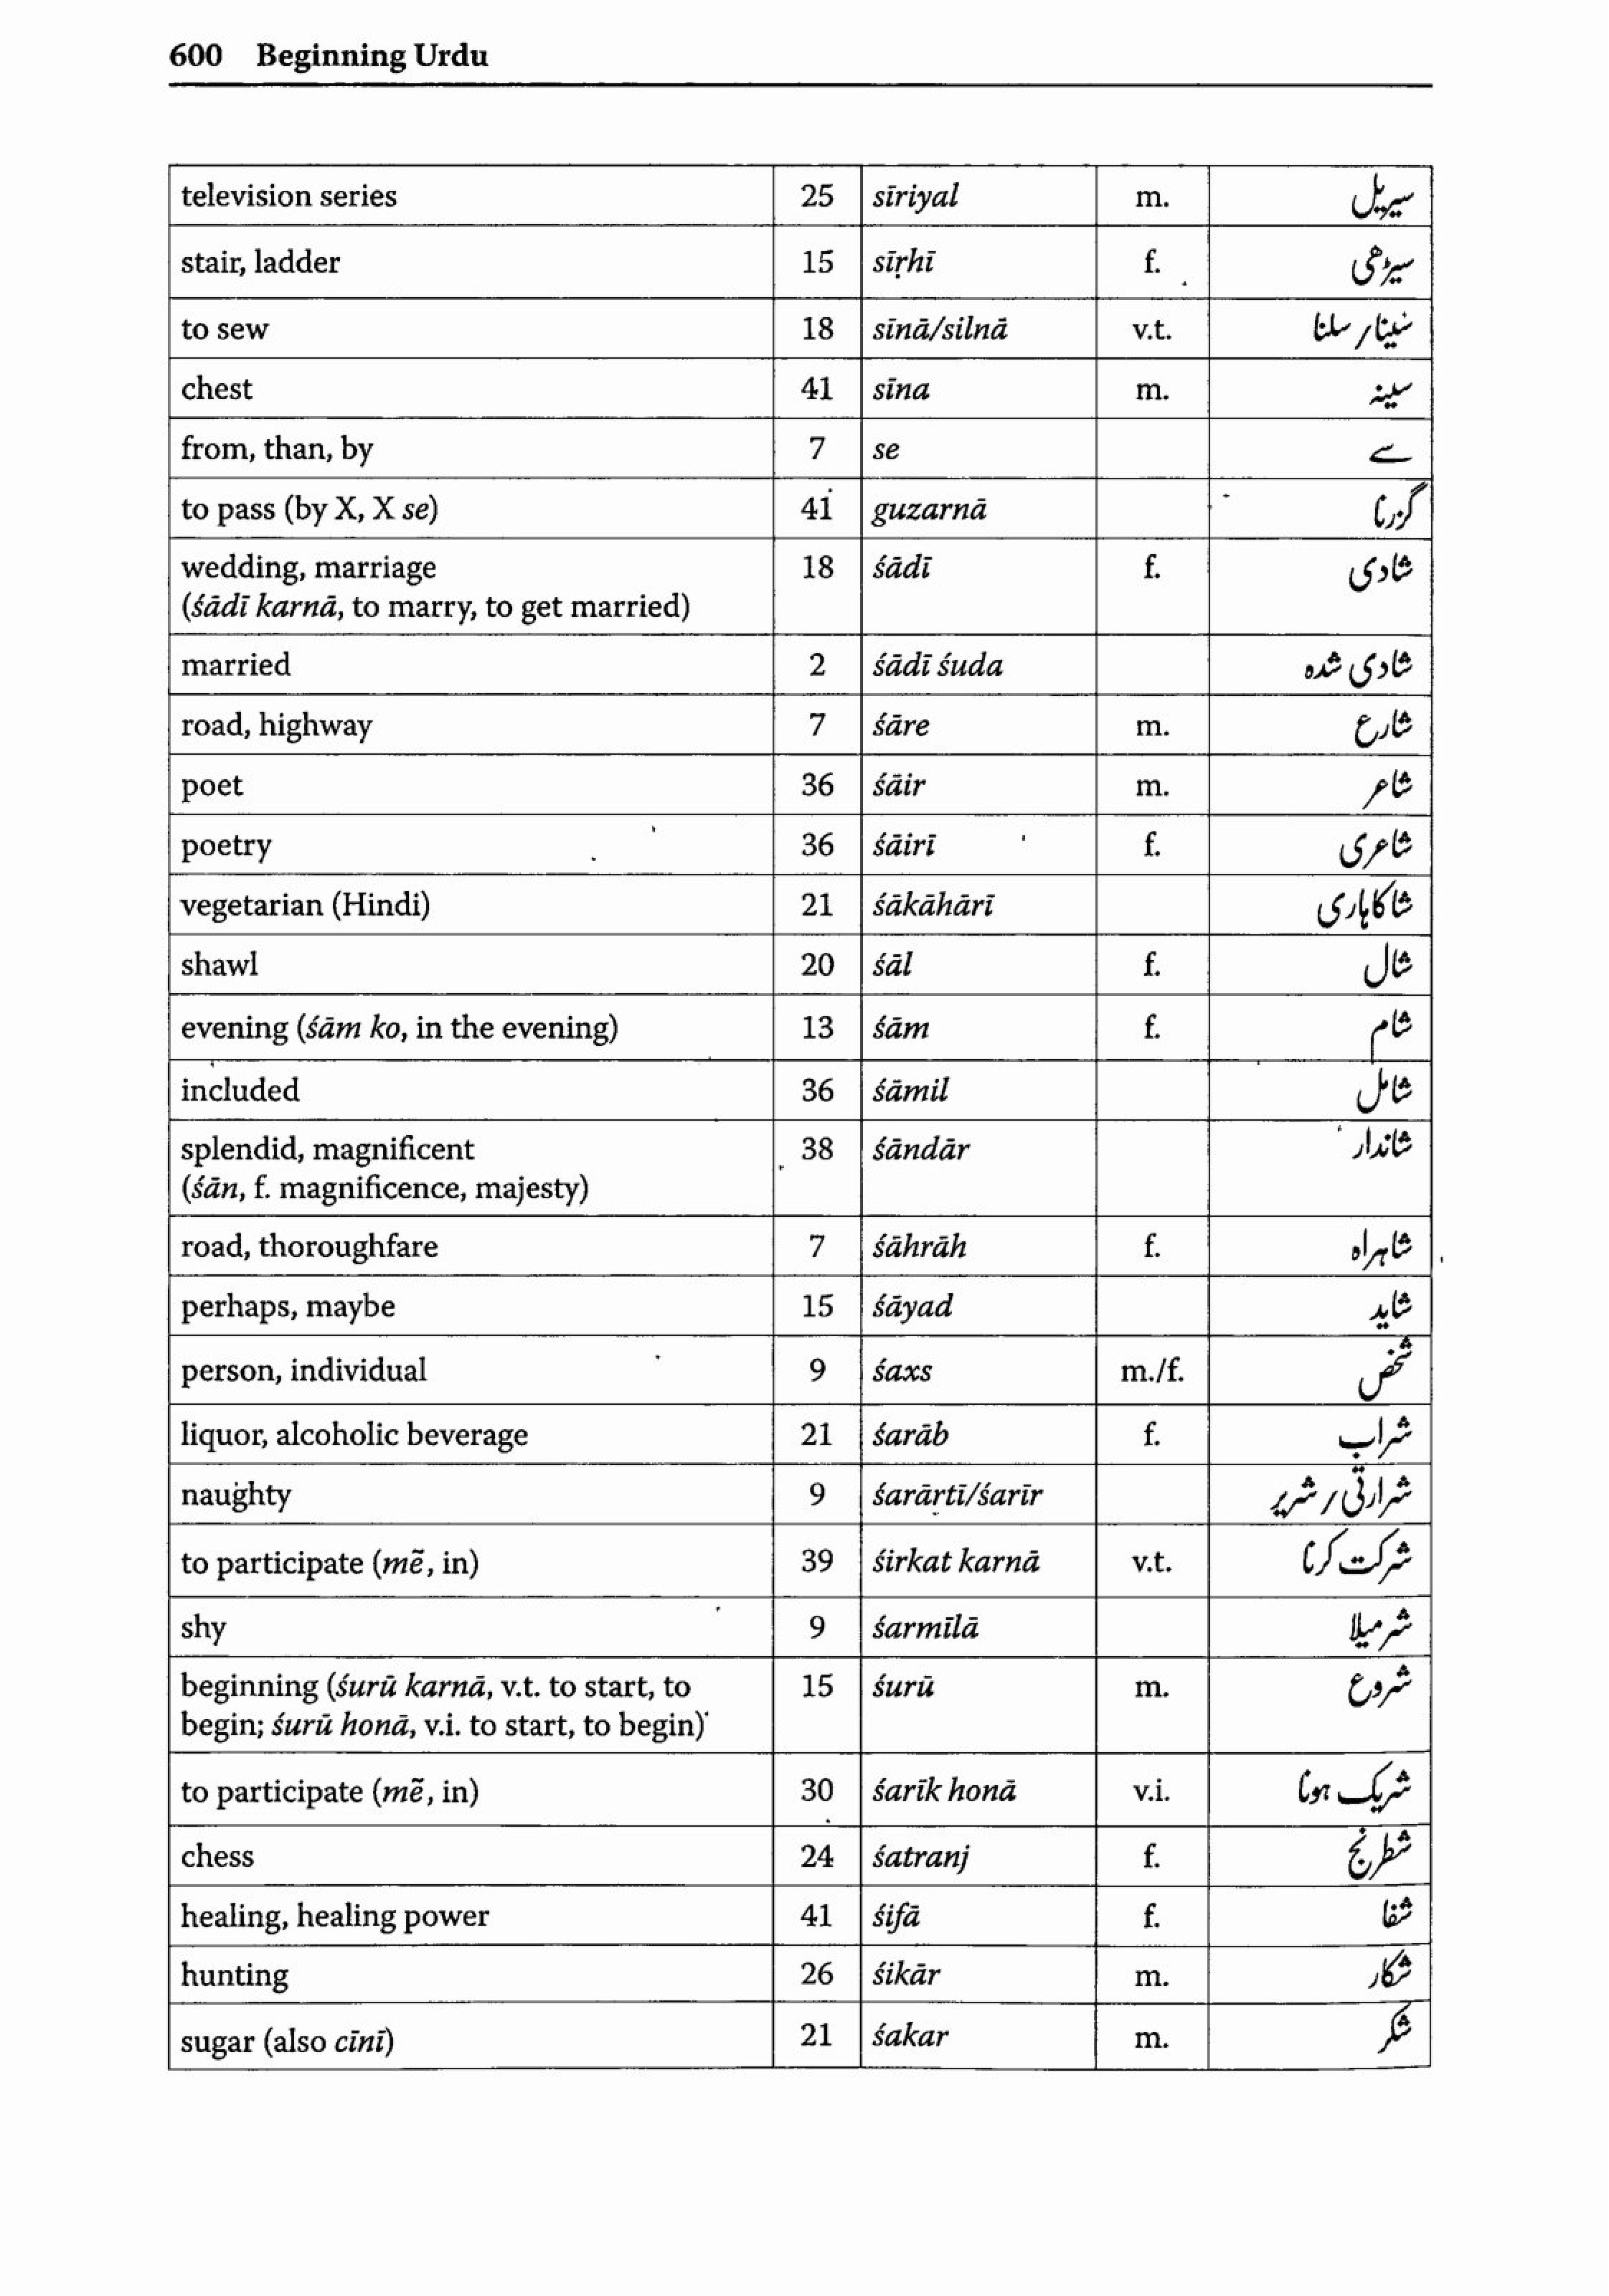 600 Beginning Urdu
television series 25 sīriyal m. سیریل
stair, ladder 15 sīṛhī f. سیڑھی
to sew 18 sīnā/silnā v.t. سینا / سلنا
chest 41 sīna m. سینہ
from, than, by 7 se سے
to pass (by X, X se) 41 guzarnā گزرنا
wedding, marriage 18 śādī f. شادی
(śādī karnā, to marry, to get married)
married 2 śādī śuda شادی شدہ
road, highway 7 śāre m. شارع
poet 36 śāir m. شاعر
poetry 36 śāirī f. شاعری
vegetarian (Hindi) 21 śākāhārī شاکاہاری
shawl 20 śāl f. شال
evening (śām ko, in the evening) 13 śām f. شام
included 36 śāmil شامل
splendid, magnificent 38 śāndār شاندار
(śān, f. magnificence, majesty)
road, thoroughfare 7 śāhrāh f. شاہراہ
perhaps, maybe 15 śāyad شاید
person, individual 9 śaxs m./f. شخص
liquor, alcoholic beverage 21 śarāb f. شراب
naughty 9 śarārtī/śarīr شرارتی / شریر
to participate (mẽ, in) 39 śirkat karnā v.t. شرکت کرنا
shy 9 śarmīlā شرمیلا
beginning (śurū karnā, v.t. to start, to 15 śurū m. شروع
begin; śurū honā, v.i. to start, to begin)
to participate (mẽ, in) 30 śarīk honā v.i. شریک ہونا
chess 24 śatranj f. شطرنج
healing, healing power 41 śifā f. شفا
hunting 26 śikār m. شکار
sugar (also cīnī) 21 śakar m. شکر